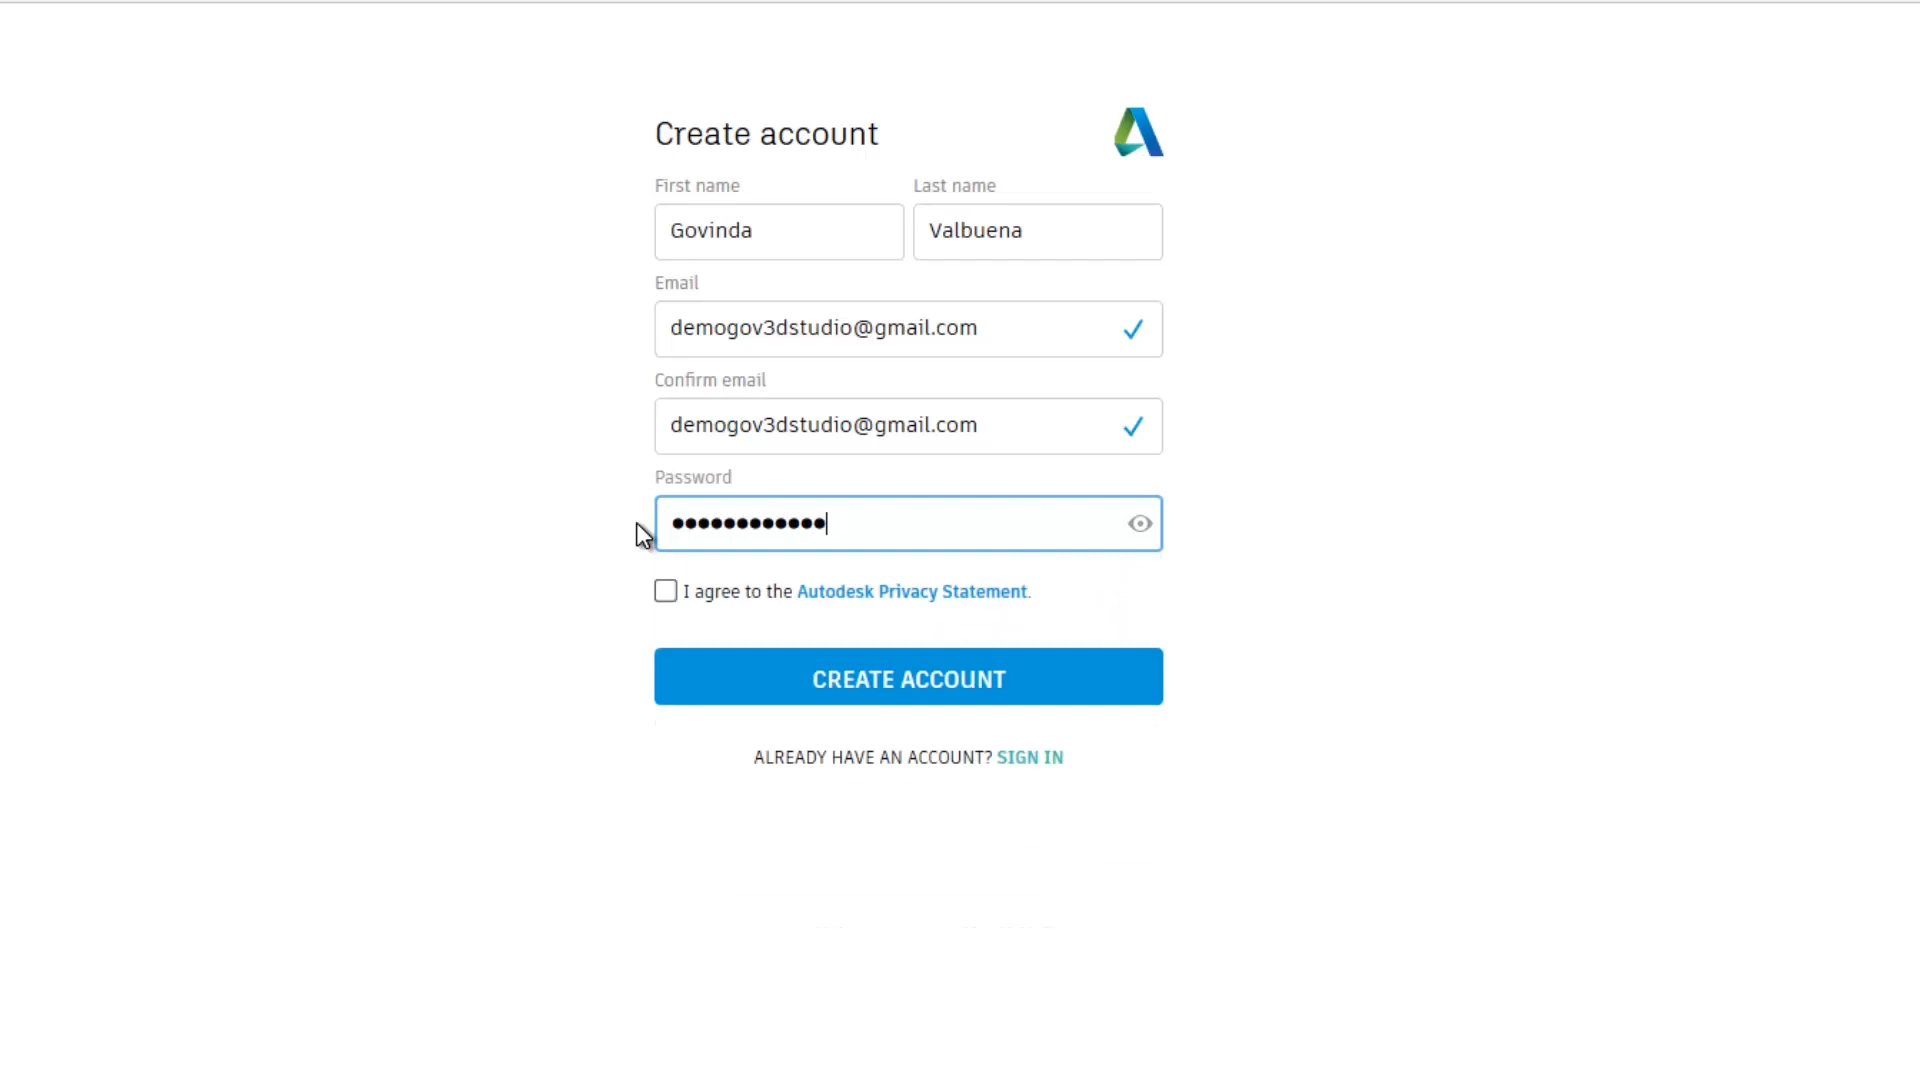 Create account
First name Last name
Govinda Valbuena
Email
demogov3dstudio@gmail.com
Confirm email
demogov3dstudio@gmail.com
Password
••••••••••••
I agree to the Autodesk Privacy Statement.
CREATE ACCOUNT
ALREADY HAVE AN ACCOUNT? SIGN IN